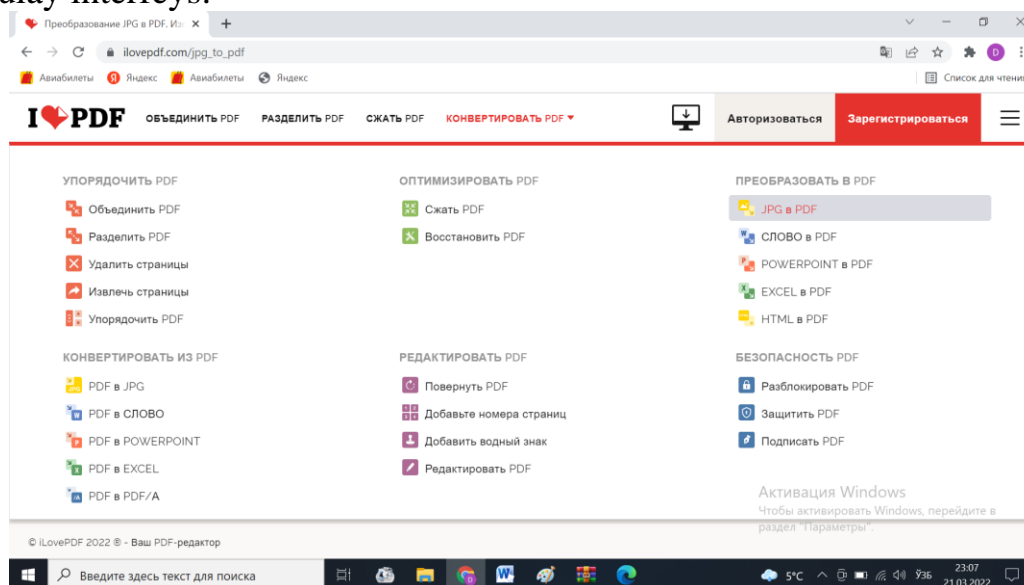 ulay interfeys.
Преобразование JPG в PDF. Из
ilovepdf.com/jpg_to_pdf
Авиабилеты Яндекс Авиабилеты Яндекс Список для чтения
I PDF ОБЪЕДИНИТЬ PDF РАЗДЕЛИТЬ PDF СЖАТЬ PDF КОНВЕРТИРОВАТЬ PDF Авторизоваться Зарегистрироваться
УПОРЯДОЧИТЬ PDF
Объединить PDF
Разделить PDF
Удалить страницы
Извлечь страницы
Упорядочить PDF
ОПТИМИЗИРОВАТЬ PDF
Сжать PDF
Восстановить PDF
ПРЕОБРАЗОВАТЬ В PDF
JPG в PDF
СЛОВО в PDF
POWERPOINT в PDF
EXCEL в PDF
HTML в PDF
КОНВЕРТИРОВАТЬ ИЗ PDF
PDF в JPG
PDF в СЛОВО
PDF в POWERPOINT
PDF в EXCEL
PDF в PDF/A
РЕДАКТИРОВАТЬ PDF
Повернуть PDF
Добавьте номера страниц
Добавить водный знак
Редактировать PDF
БЕЗОПАСНОСТЬ PDF
Разблокировать PDF
Защитить PDF
Подписать PDF
Активация Windows
Чтобы активировать Windows, перейдите в
раздел "Параметры".
© iLovePDF 2022 ® - Ваш PDF-редактор
Введите здесь текст для поиска
5°C ЎЗБ 23:07
21.03.2022